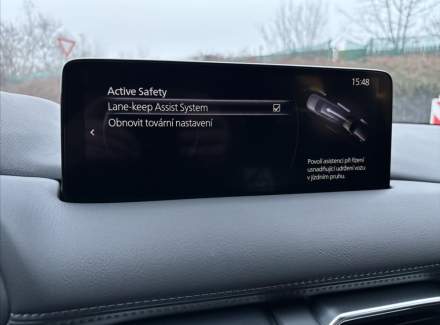 15:48
Active Safety
Lane-keep Assist System
Obnovit tovární nastavení
Povolí asistenci při řízení
usnadňující udržení vozu
v jízdním pruhu.